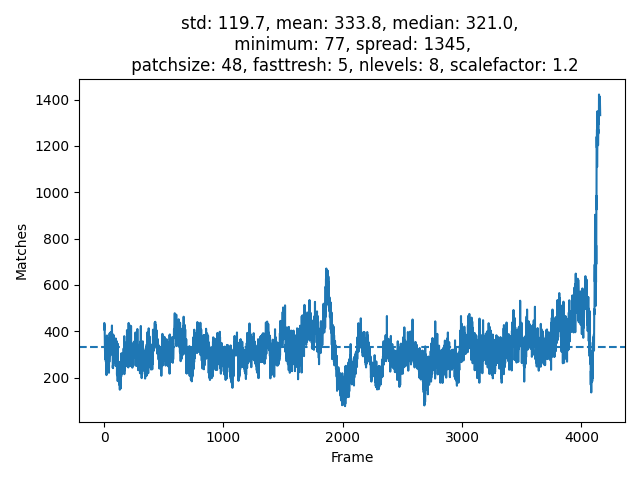 std: 119.7, mean: 333.8, median: 321.0,
minimum: 77, spread: 1345,
patchsize: 48, fasttresh: 5, nlevels: 8, scalefactor: 1.2
1400
1200
1000
800
600
400
200
Matches
0
1000
2000
3000
4000
Frame